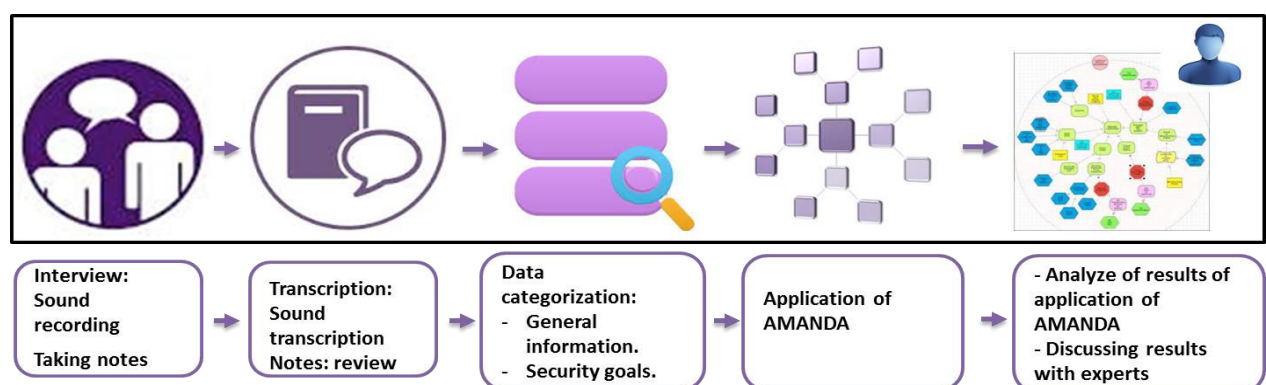 Interview:
Sound
recording
Taking notes
Transcription:
Sound
transcription
Notes: review
Data
categorization:
- General
information.
- Security goals.
Application of
AMANDA
- Analyze of results of
application of
AMANDA
- Discussing results
with experts